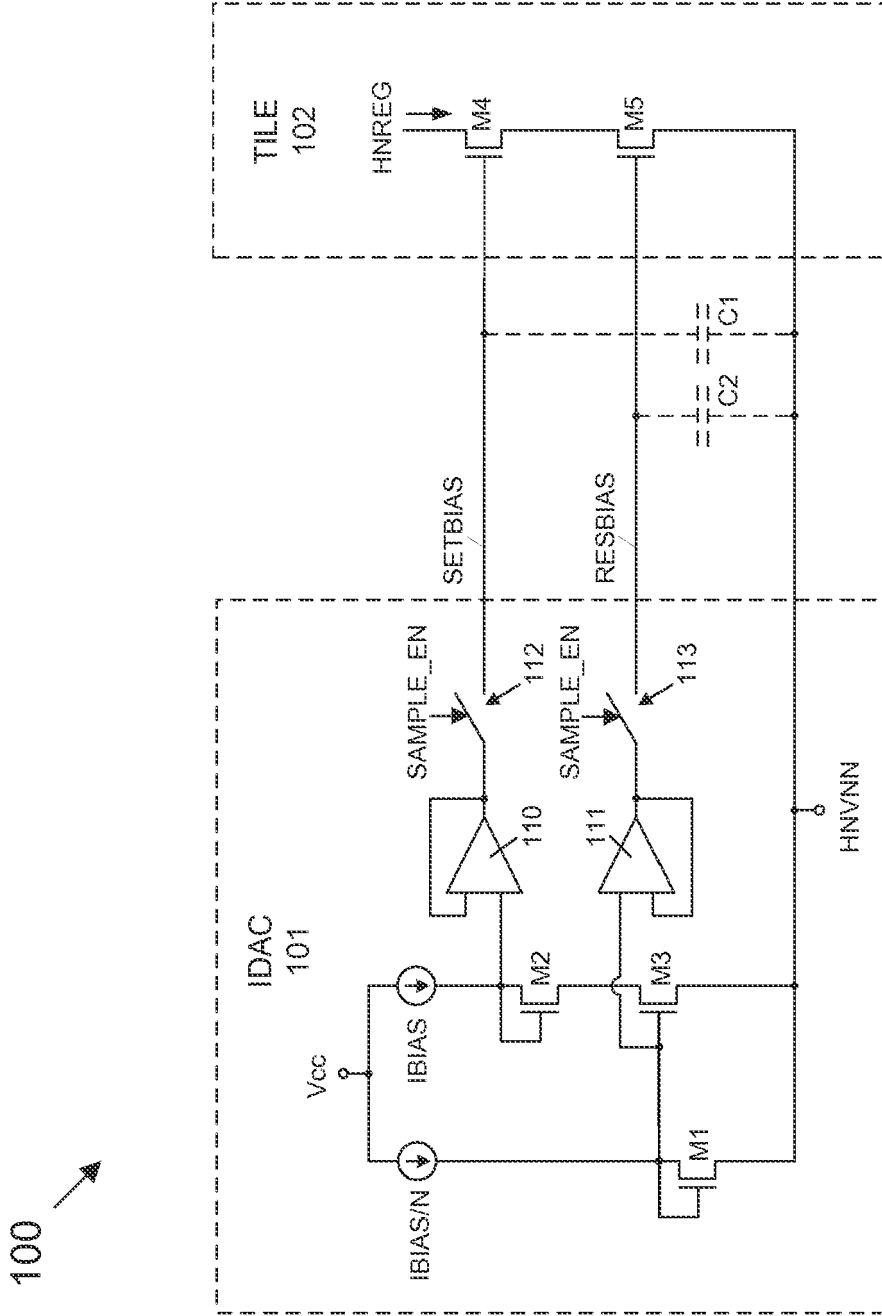 100
IDAC
101
TILE
102
Vcc
IBIAS/N
IBIAS
SAMPLE_EN
SETBIAS
HNREG
M4
M2
110
112
SAMPLE_EN
RESBIAS
M5
M3
111
113
M1
C2
C1
HNVNN